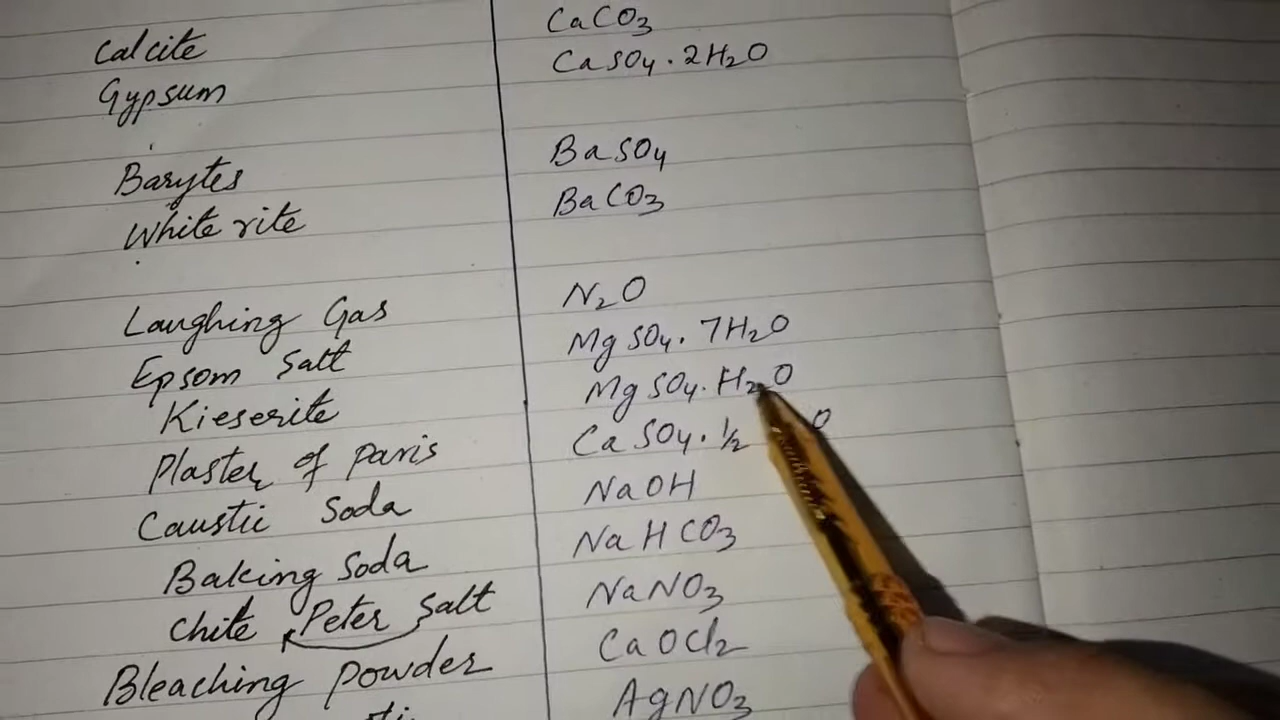 Calcite CaCO3
Gypsum CaSO4·2H2O
Barytes BaSO4
White rite BaCO3
Laughing Gas N2O
Epsom Salt MgSO4·7H2O
Kieserite MgSO4·H2O
Plaster of paris CaSO4·1/2 O
Caustic Soda NaOH
Baking Soda NaHCO3
Chite Peter Salt NaNO3
Bleaching powder CaOCl2
AgNO3